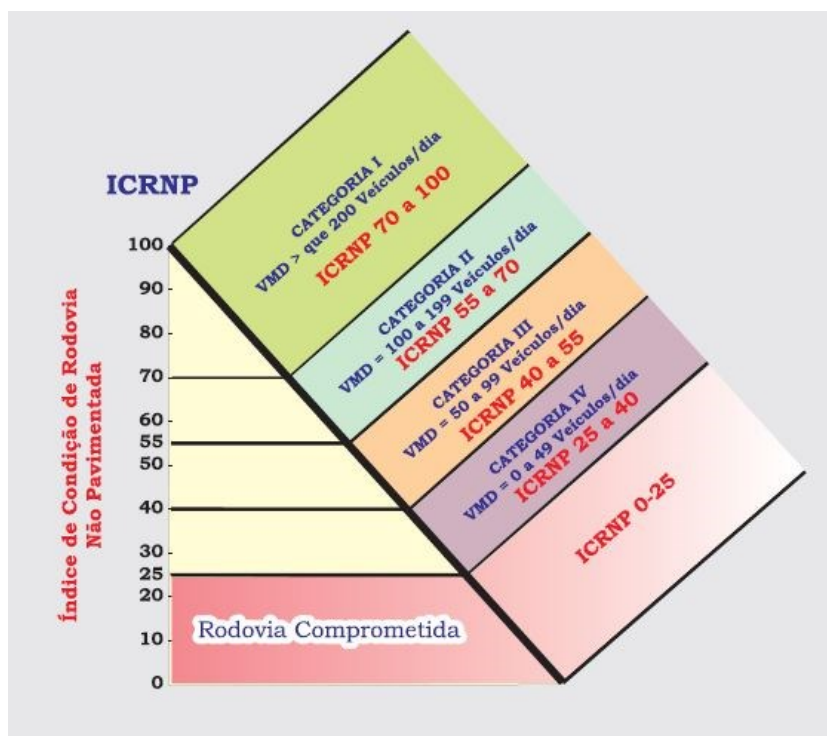 ICRNP
Índice de Condição de Rodovia
Não Pavimentada
100
90
80
70
60
55
50
40
30
25
20
10
0
CATEGORIA I
VMD > que 200 Veículos/dia
ICRNP 70 a 100
CATEGORIA II
VMD = 100 a 199 Veículos/dia
ICRNP 55 a 70
CATEGORIA III
VMD = 50 a 99 Veículos/dia
ICRNP 40 a 55
CATEGORIA IV
VMD = 0 a 49 Veículos/dia
ICRNP 25 a 40
ICRNP 0-25
Rodovia Comprometida